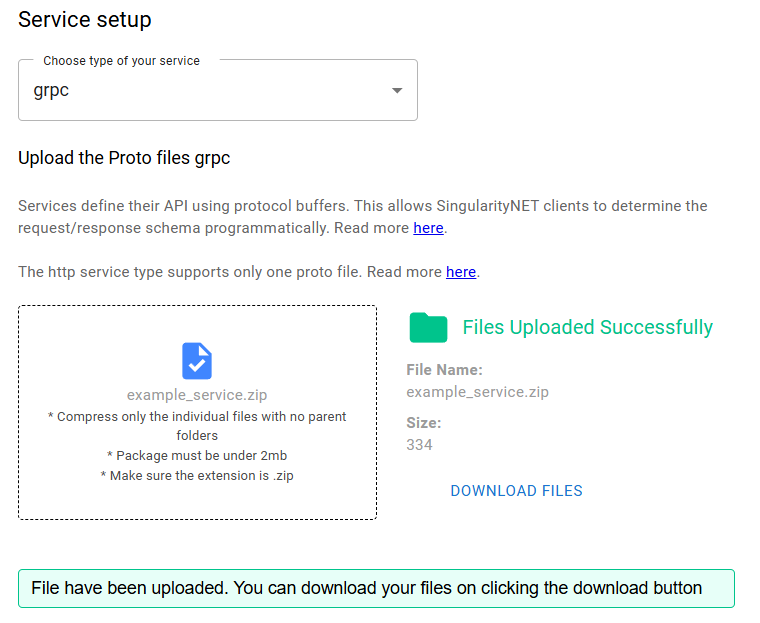 Service setup
Choose type of your service
grpc
Upload the Proto files grpc
Services define their API using protocol buffers. This allows SingularityNET clients to determine the
request/response schema programmatically. Read more here.
The http service type supports only one proto file. Read more here.
example_service.zip
* Compress only the individual files with no parent
folders
* Package must be under 2mb
* Make sure the extension is .zip
Files Uploaded Successfully
File Name:
example_service.zip
Size:
334
DOWNLOAD FILES
File have been uploaded. You can download your files on clicking the download button